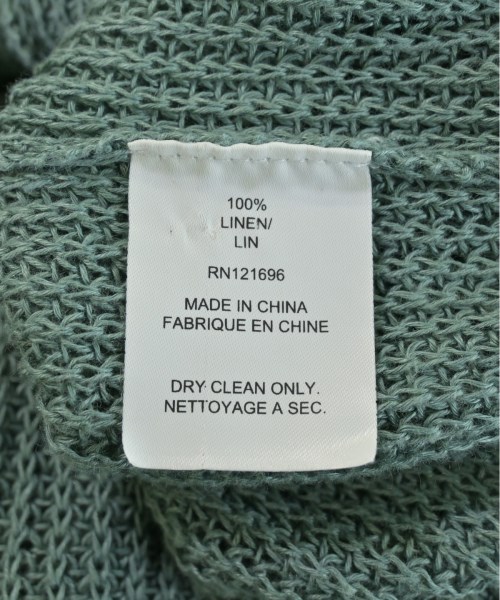 100%
LINEN/
LIN
RN121696
MADE IN CHINA
FABRIQUE EN CHINE
DRY CLEAN ONLY.
NETTOYAGE A SEC.